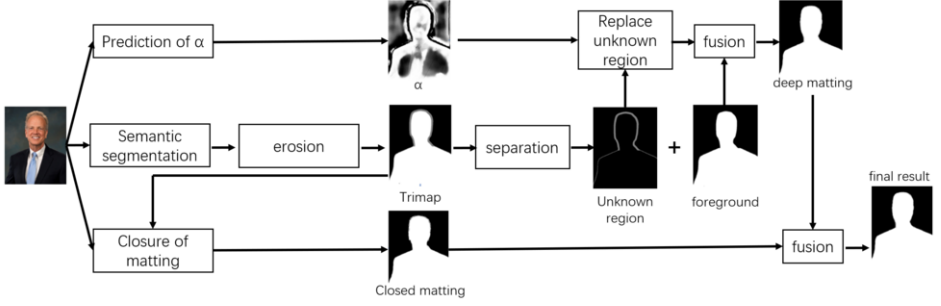 Prediction of α
α
Replace
unknown
region
fusion
deep matting
Semantic
segmentation
erosion
Trimap
separation
Unknown
region
+
foreground
final result
Closure of
matting
Closed matting
fusion